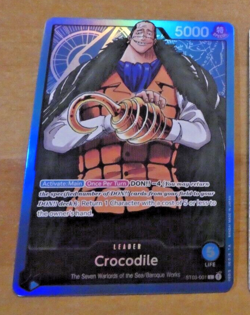 5000
Activate: Main Once Per Turn DON!! -4 (You may return
the specified number of DON!! cards from your field to your
DON!! deck.): Return 1 Character with a cost of 5 or less to
the owner's hand.
LEADER
Crocodile
LIFE
The Seven Warlords of the Sea/Baroque Works